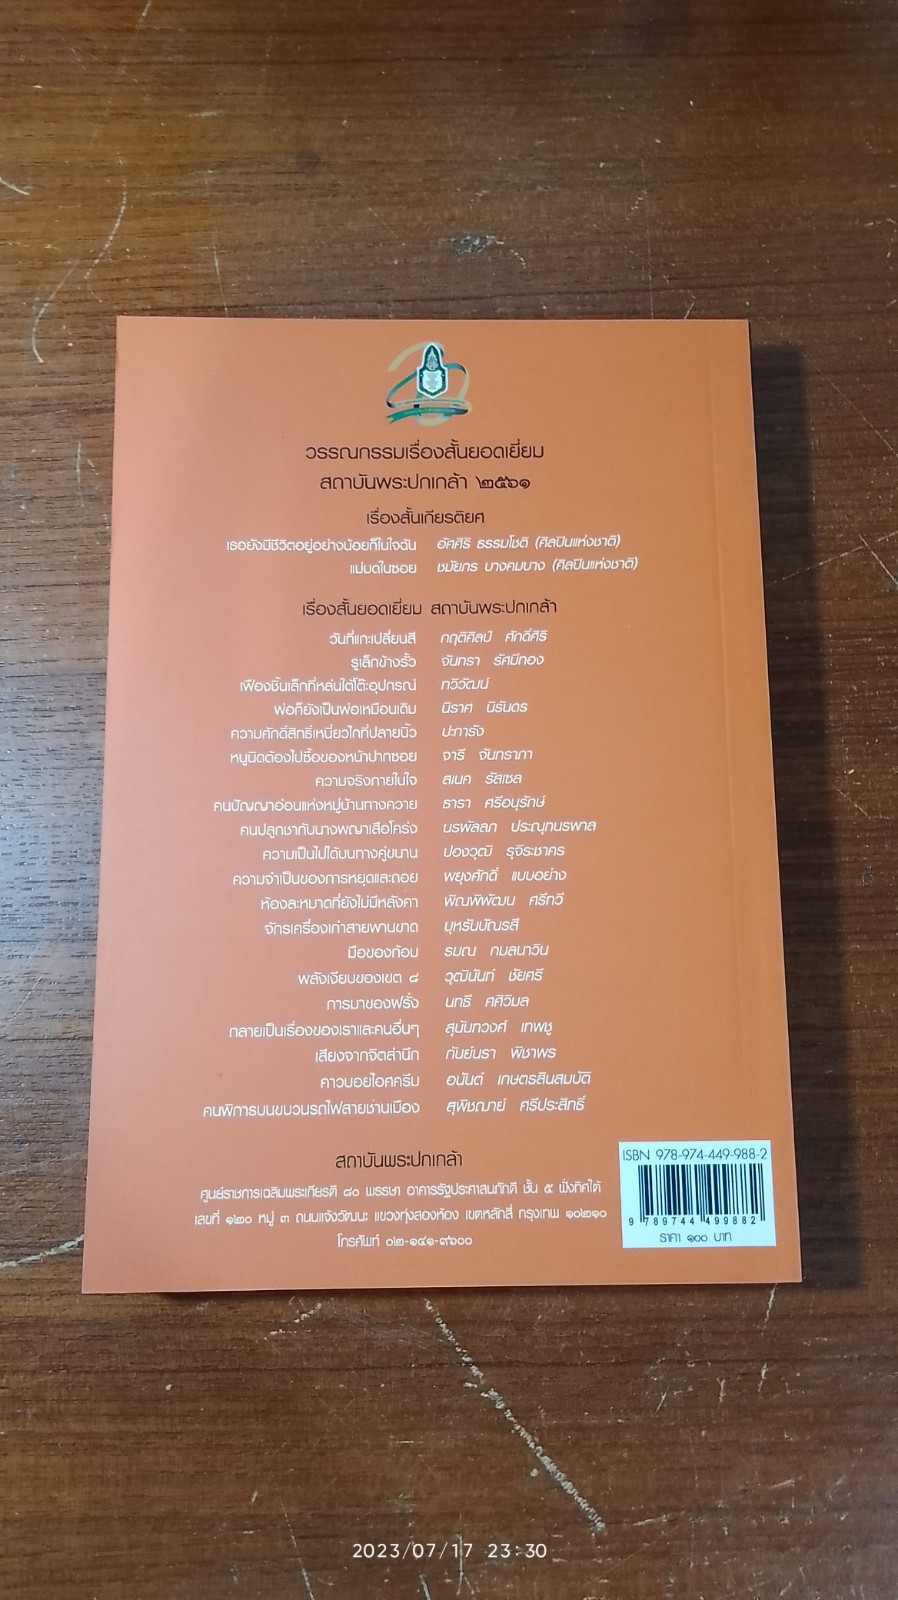 วรรณกรรมเรื่องสั้นยอดเยี่ยม
สถาบันพระปกเกล้า ๒๕๖๑
เรื่องสั้นเกียรติยศ
เธอยังมีชีวิตอยู่อย่างน้อยก็ในใจฉัน อัศศิริ ธรรมโชติ (ศิลปินแห่งชาติ)
แม่มดในซอย ชมัยภร บางคมบาง (ศิลปินแห่งชาติ)
เรื่องสั้นยอดเยี่ยม สถาบันพระปกเกล้า
วันที่แกะเปลี่ยนสี กฤติศิลป์ ศักดิ์ศิริ
รูเล็กข้างรั้ว จันทรา รัศมีทอง
เฟืองชิ้นเล็กที่หล่นใต้โต๊ะอุปกรณ์ ทวิวัฒน์
พ่อก็ยังเป็นพ่อเหมือนเดิม นิราศ นิรันดร
ความศักดิ์สิทธิ์เหนี่ยวไกที่ปลายนิ้ว ปะการัง
หนูนิดต้องไปซื้อของหน้าปากซอย จารี จันทราภา
ความจริงภายในใจ สเนค รัสเซล
คนปัญญาอ่อนแห่งหมู่บ้านทางควาย ธารา ศรีอนุรักษ์
คนปลูกชากับนางพญาเสือโคร่ง นรพัลลภ ประณุทนรพาล
ความเป็นไปได้บนทางคู่ขนาน ปองวุฒิ รุจิระชาคร
ความจำเป็นของการหยุดและถอย พยุงศักดิ์ แบบอย่าง
ห้องละหมาดที่ยังไม่มีหลังคา พิณพิพัฒน ศรีทวี
จักรเครื่องเก่าสายพานขาด บุหรันบัณรสี
มือของก้อม รมณ กมลนาวิน
พลังเงียบของเขต ๘ วุฒินันท์ ชัยศรี
การมาของฝรั่ง นทธี ศศิวิมล
กลายเป็นเรื่องของเราและคนอื่นๆ สุนันทวงศ์ เทพชู
เสียงจากจิตสำนึก กันย์นรา พิชาพร
คาวบอยไอศครีม อนันต์ เกษตรสินสมบัติ
คนพิการบนขบวนรถไฟสายชานเมือง สุพิชฌาย์ ศรีประสิทธิ์
สถาบันพระปกเกล้า
ศูนย์ราชการเฉลิมพระเกียรติ ๘๐ พรรษา อาคารรัฐประศาสนภักดี ชั้น ๕ ฝั่งทิศใต้
เลขที่ ๑๒๐ หมู่ ๓ ถนนแจ้งวัฒนะ แขวงทุ่งสองห้อง เขตหลักสี่ กรุงเทพ ๑๐๒๑๐
โทรศัพท์ ๐๒-๑๔๑-๙๖๐๐
ISBN 978-974-449-988-2
9 789744 499882
ราคา ๑๐๐ บาท
2023/07/17 23:30